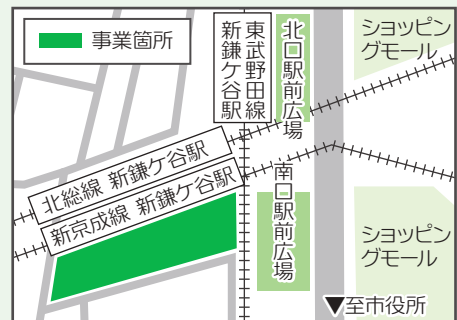 事業箇所
東武野田線
新鎌ケ谷駅
北口駅前広場
ショッピ
ングモール
北総線 新鎌ケ谷駅
新京成線 新鎌ケ谷駅
南口駅前広場
ショッピン
グモール
▼至市役所